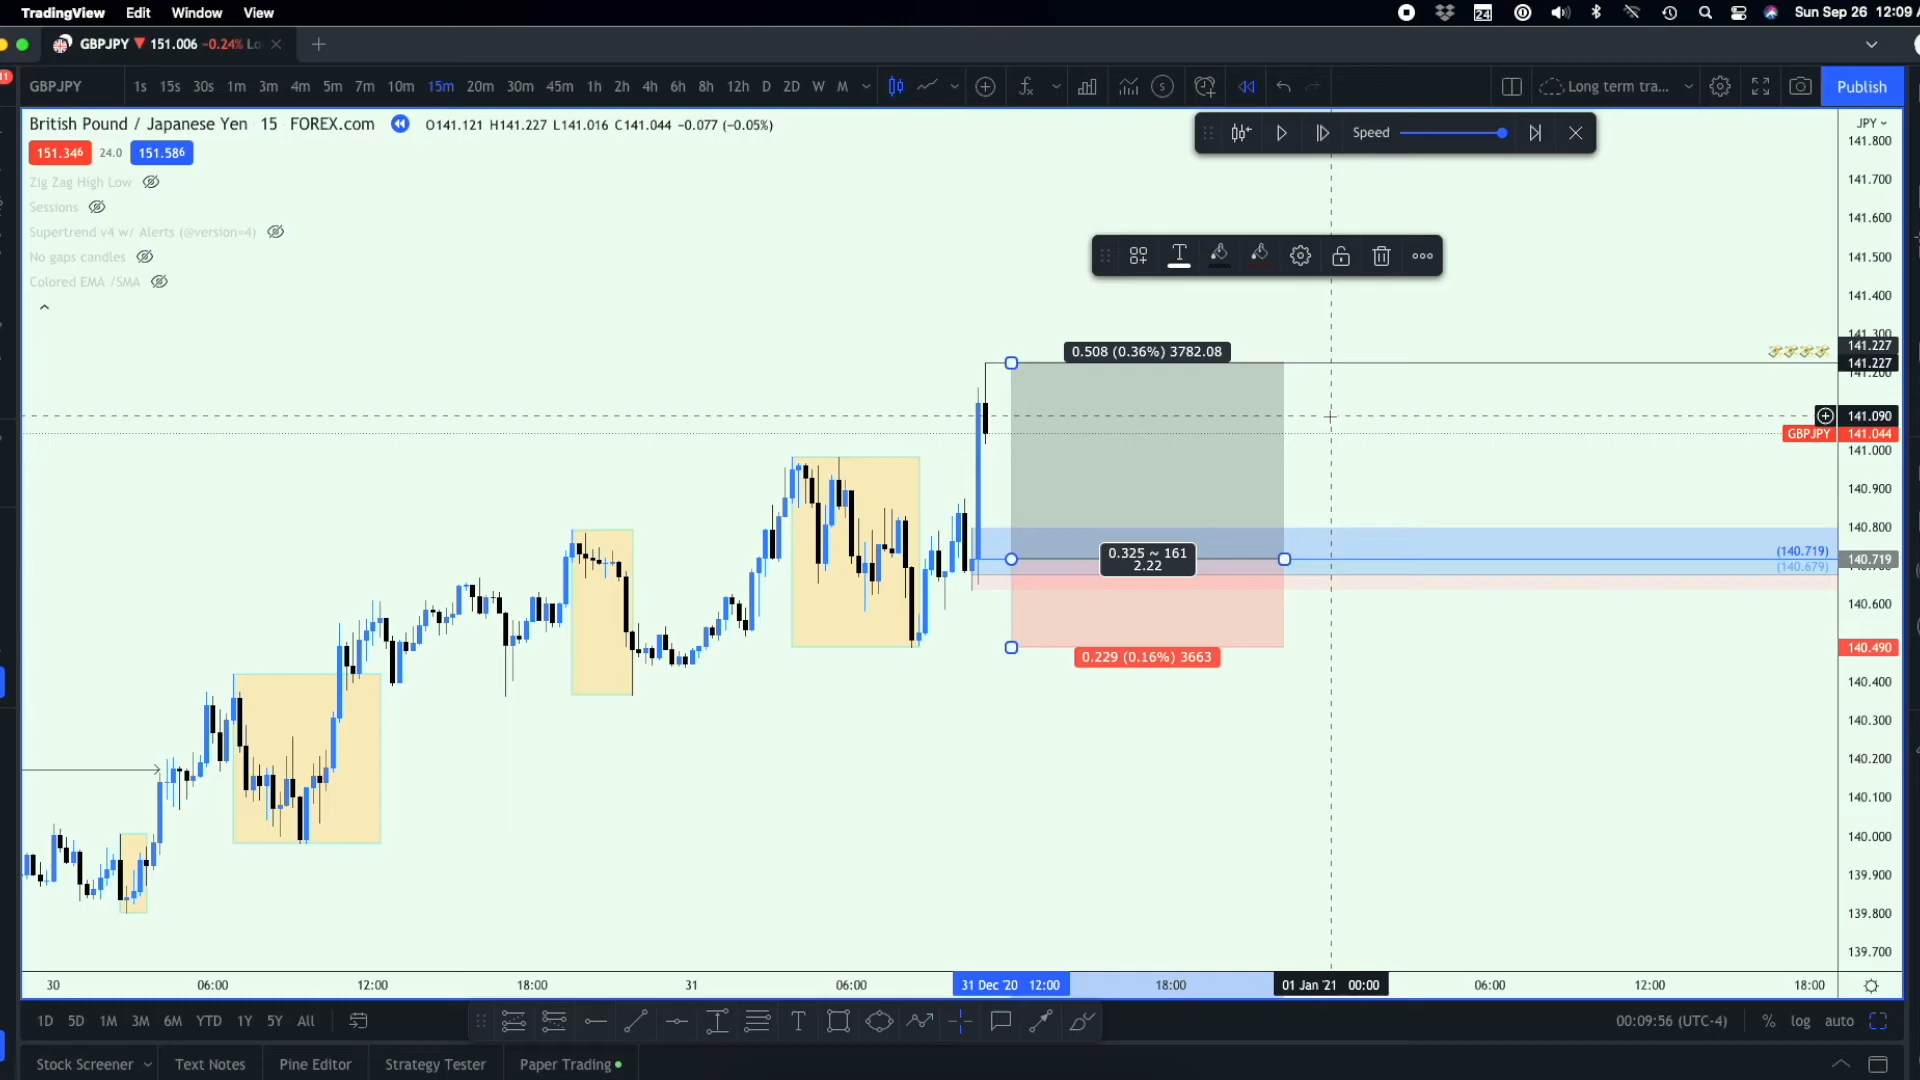 TradingView Edit Window View
24
Sun Sep 26 12:09
GBPJPY ▼ 151.006 -0.24% Lo
11
GBPJPY 1s 15s 30s 1m 3m 4m 5m 7m 10m 15m 20m 30m 45m 1h 2h 4h 6h 8h 12h D 2D W M
Long term tra...
Publish
British Pound / Japanese Yen 15 FOREX.com
O141.121 H141.227 L141.016 C141.044 -0.077 (-0.05%)
Speed
JPY
151.346 24.0 151.586
Zig Zag High Low
Sessions
Supertrend v4 w/ Alerts (@version=4)
No gaps candles
Colored EMA /SMA
141.800
141.700
141.600
141.500
141.400
141.300
141.227
141.227
141.200
141.090
GBPJPY 141.044
141.000
140.900
140.800
(140.719) 140.719
(140.679)
140.600
140.490
140.400
140.300
140.200
140.100
140.000
139.900
139.800
139.700
0.508 (0.36%) 3782.08
0.325 ~ 161
2.22
0.229 (0.16%) 3663
30 06:00 12:00 18:00 31 06:00 31 Dec '20 12:00 18:00 01 Jan '21 00:00 06:00 12:00 18:00
1D 5D 1M 3M 6M YTD 1Y 5Y All
00:09:56 (UTC-4) % log auto
Stock Screener Text Notes Pine Editor Strategy Tester Paper Trading